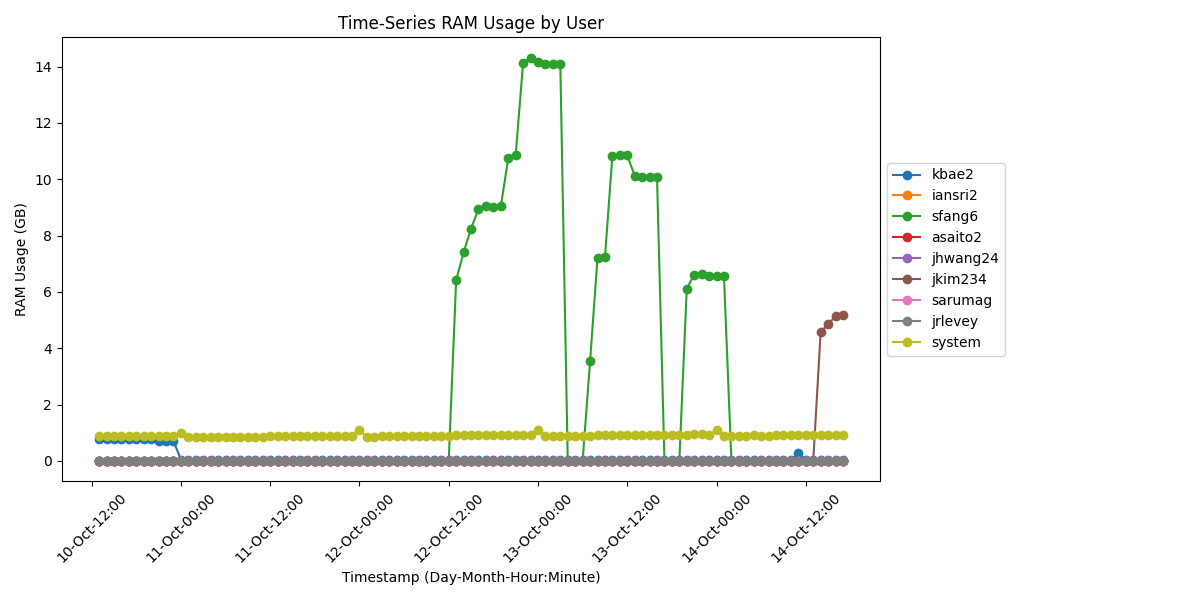 Time-Series RAM Usage by User
RAM Usage (GB)
14
12
10
8
6
4
2
0
10-Oct-12:00
11-Oct-00:00
11-Oct-12:00
12-Oct-00:00
12-Oct-12:00
13-Oct-00:00
13-Oct-12:00
14-Oct-00:00
14-Oct-12:00
Timestamp (Day-Month-Hour:Minute)
kbae2
iansri2
sfang6
asaito2
jhwang24
jkim234
sarumag
jrlevey
system